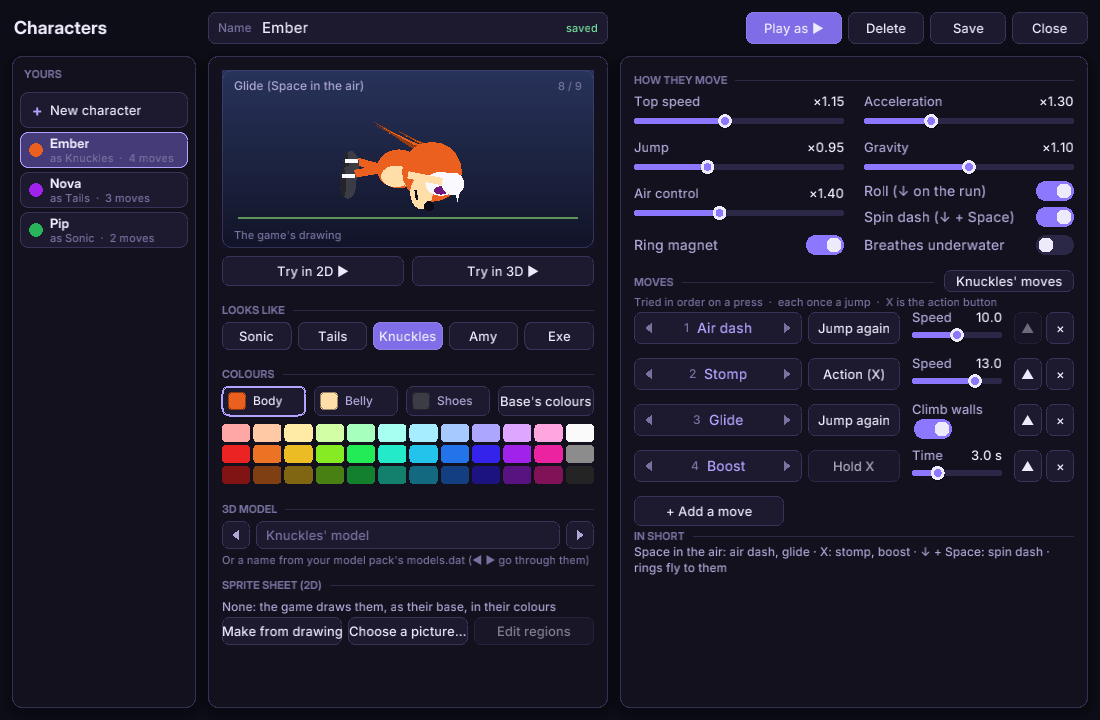 Characters
Name Ember saved
Play as ▶ Delete Save Close
YOURS
+ New character
Ember
as Knuckles · 4 moves
Nova
as Tails · 3 moves
Pip
as Sonic · 2 moves
Glide (Space in the air) 8 / 9
The game's drawing
Try in 2D ▶ Try in 3D ▶
LOOKS LIKE
Sonic Tails Knuckles Amy Exe
COLOURS
Body Belly Shoes Base's colours
3D MODEL
◀ Knuckles' model ▶
Or a name from your model pack's models.dat (◀ ▶ go through them)
SPRITE SHEET (2D)
None: the game draws them, as their base, in their colours
Make from drawing Choose a picture... Edit regions
HOW THEY MOVE
Top speed ×1.15 Acceleration ×1.30
Jump ×0.95 Gravity ×1.10
Air control ×1.40 Roll (↓ on the run)
Spin dash (↓ + Space)
Ring magnet Breathes underwater
MOVES Knuckles' moves
Tried in order on a press · each once a jump · X is the action button
◀ 1 Air dash ▶ Jump again Speed 10.0 ▲ ×
◀ 2 Stomp ▶ Action (X) Speed 13.0 ▲ ×
◀ 3 Glide ▶ Jump again Climb walls ▲ ×
◀ 4 Boost ▶ Hold X Time 3.0 s ▲ ×
+ Add a move
IN SHORT
Space in the air: air dash, glide · X: stomp, boost · ↓ + Space: spin dash ·
rings fly to them